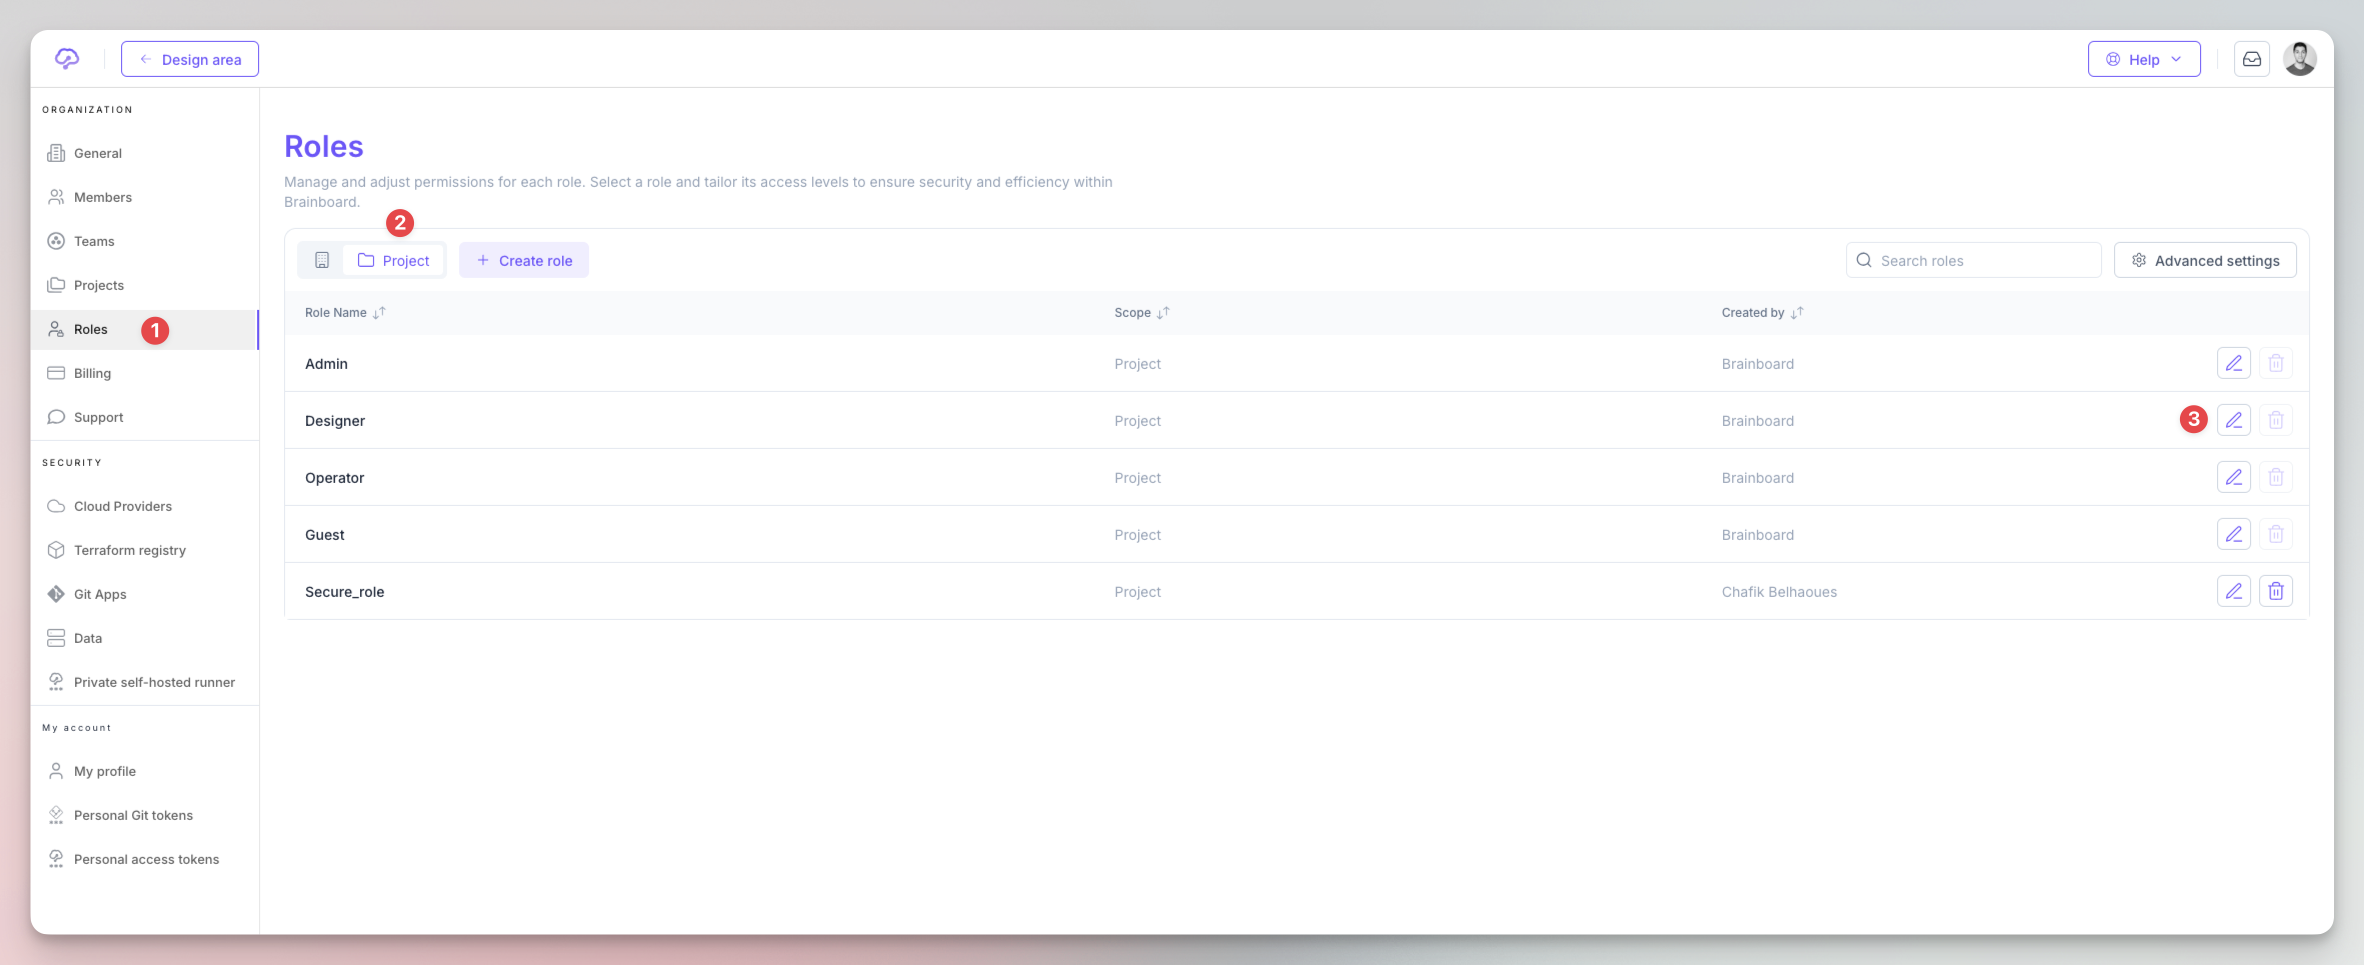 Design area
Help
ORGANIZATION
General
Members
Teams
Projects
Roles 1
Billing
Support
SECURITY
Cloud Providers
Terraform registry
Git Apps
Data
Private self-hosted runner
My account
My profile
Personal Git tokens
Personal access tokens
Roles
Manage and adjust permissions for each role. Select a role and tailor its access levels to ensure security and efficiency within
Brainboard.
2
Project Create role Search roles Advanced settings
Role Name Scope Created by
Admin Project Brainboard
Designer Project Brainboard 3
Operator Project Brainboard
Guest Project Brainboard
Secure_role Project Chafik Belhaoues